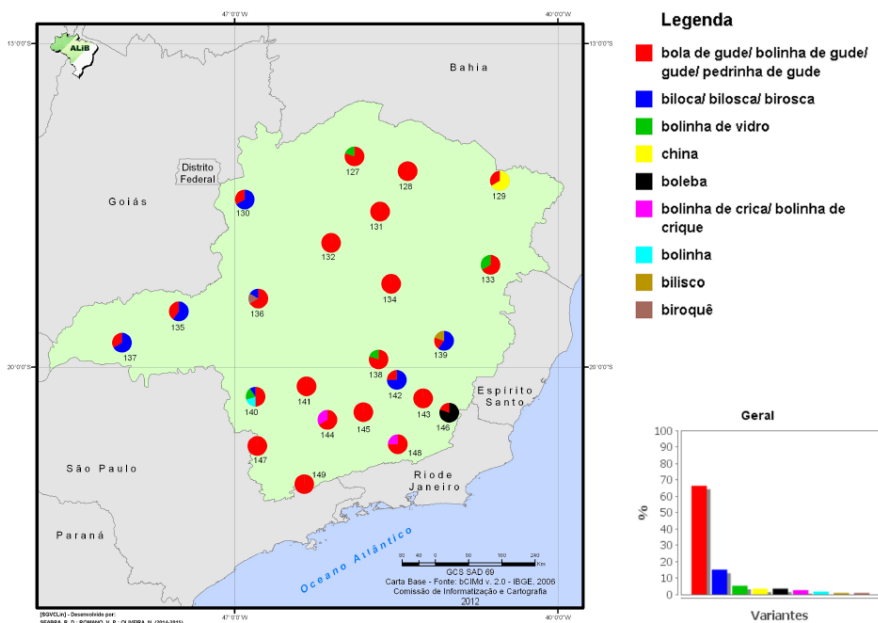 47°0'0"W
40°0'0"W
13°0'0"S
13°0'0"S
ALiB
Bahia
Distrito
Federal
Goiás
127
128
129
130
131
132
133
134
135
136
137
138
139
140
141
142
143
144
145
146
147
148
149
20°0'0"S
20°0'0"S
Espírito
Santo
São Paulo
Rio de
Janeiro
Paraná
Oceano Atlântico
Km
GCS SAD 69
Carta Base - Fonte: bCIMd v. 2.0 - IBGE, 2006
Comissão de Informatização e Cartografia
2012
47°0'0"W
40°0'0"W
[SGVCLin] - Desenvolvido por:
Legenda
bola de gude/ bolinha de gude/
gude/ pedrinha de gude
biloca/ bilosca/ birosca
bolinha de vidro
china
boleba
bolinha de crica/ bolinha de
crique
bolinha
bilisco
biroquê
Geral
%
100
90
80
70
60
50
40
30
20
10
0
Variantes